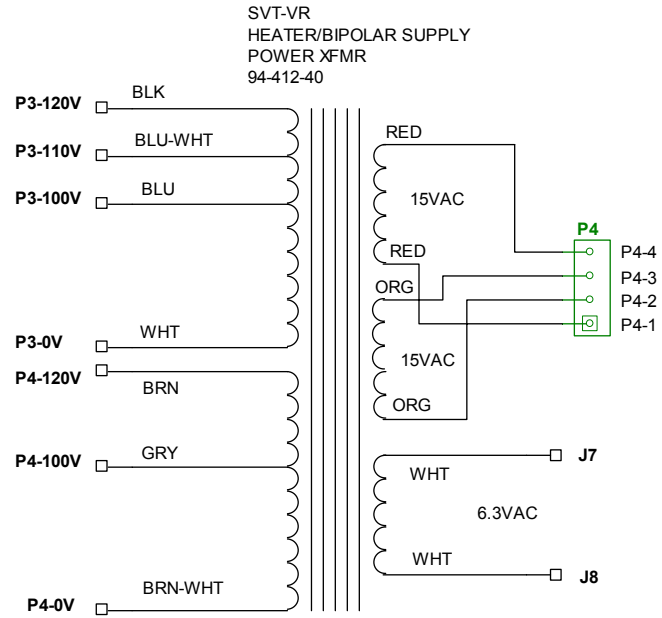 SVT-VR
HEATER/BIPOLAR SUPPLY
POWER XFMR
94-412-40
P3-120V
BLK
P3-110V
BLU-WHT
P3-100V
BLU
P3-0V
WHT
P4-120V
BRN
P4-100V
GRY
P4-0V
BRN-WHT
RED
15VAC
RED
ORG
15VAC
ORG
P4
P4-4
P4-3
P4-2
P4-1
J7
WHT
6.3VAC
WHT
J8